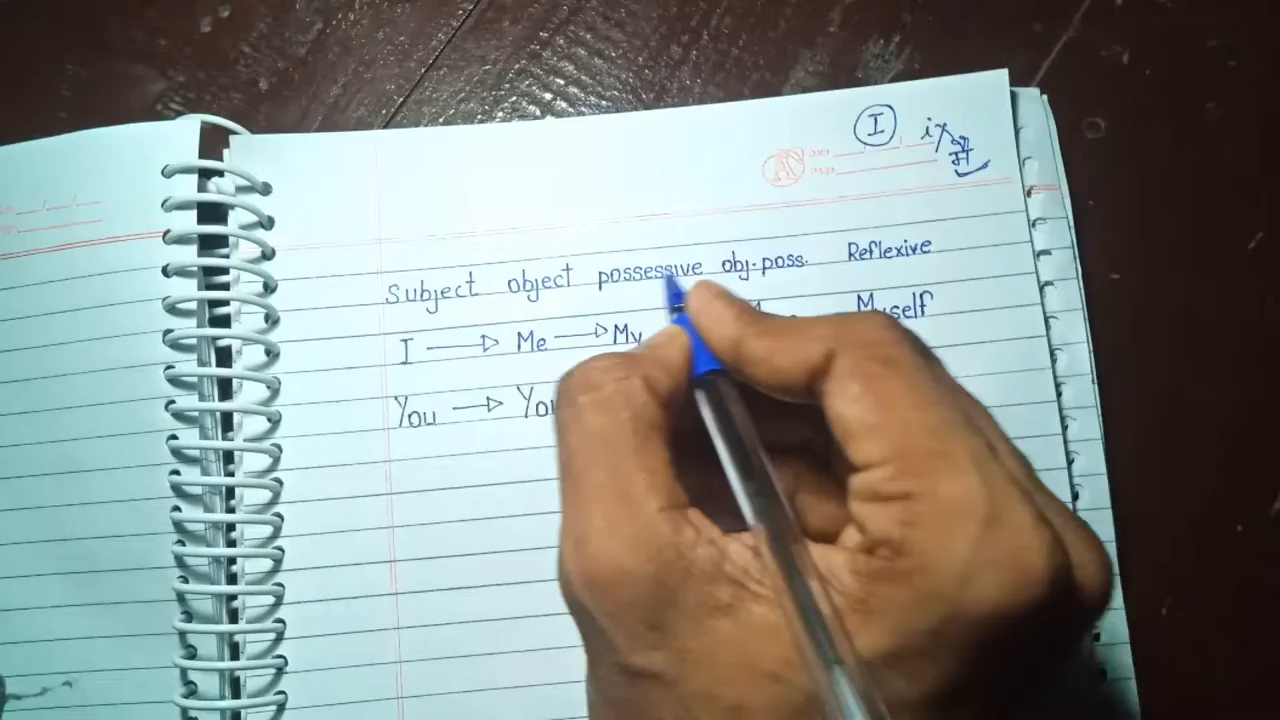 I i मैं
Subject object possessive obj.poss. Reflexive
I → Me → My Myself
You → You